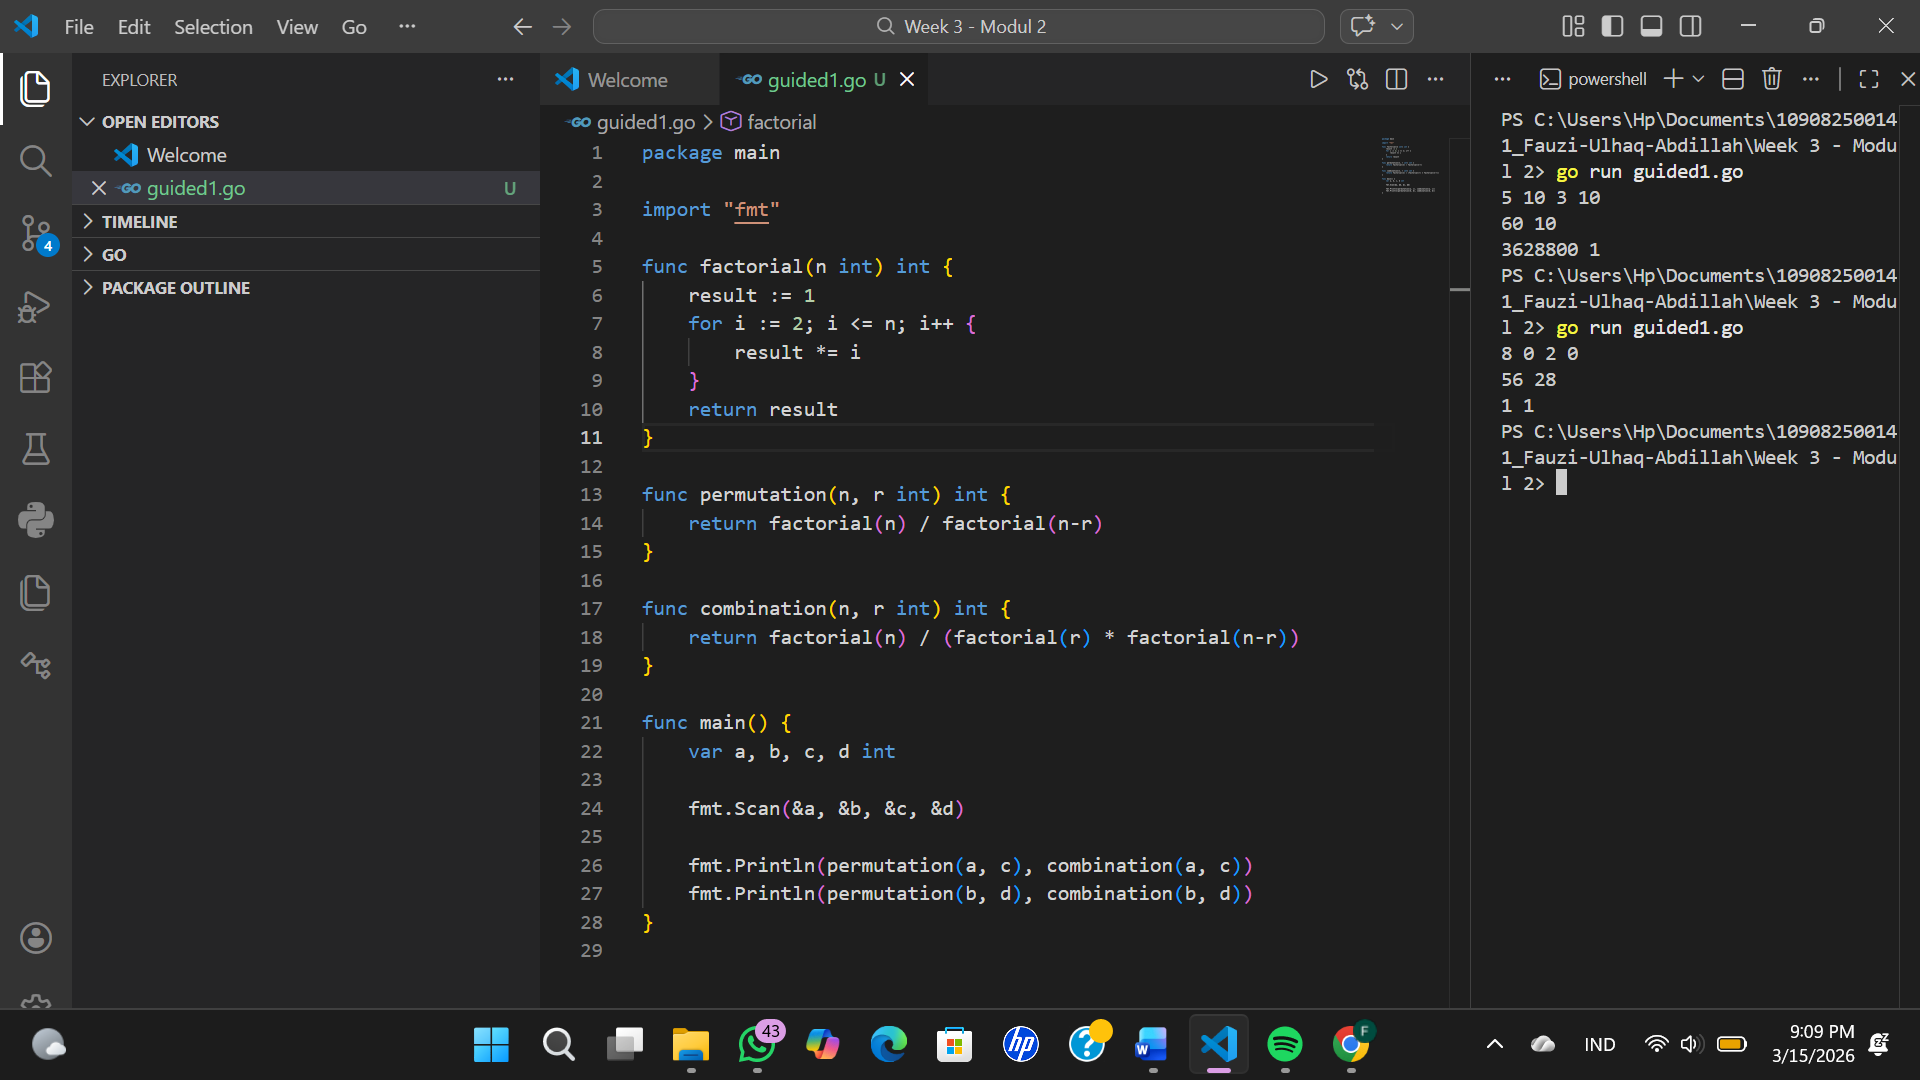 File Edit Selection View Go ···
Week 3 - Modul 2
EXPLORER
OPEN EDITORS
Welcome
guided1.go U
TIMELINE
GO
PACKAGE OUTLINE
4
Welcome
guided1.go U
guided1.go > factorial
1 package main
2
3 import "fmt"
4
5 func factorial(n int) int {
6 result := 1
7 for i := 2; i <= n; i++ {
8 result *= i
9 }
10 return result
11 }
12
13 func permutation(n, r int) int {
14 return factorial(n) / factorial(n-r)
15 }
16
17 func combination(n, r int) int {
18 return factorial(n) / (factorial(r) * factorial(n-r))
19 }
20
21 func main() {
22 var a, b, c, d int
23
24 fmt.Scan(&a, &b, &c, &d)
25
26 fmt.Println(permutation(a, c), combination(a, c))
27 fmt.Println(permutation(b, d), combination(b, d))
28 }
29
powershell
PS C:\Users\Hp\Documents\10908250014
1_Fauzi-Ulhaq-Abdillah\Week 3 - Modu
l 2> go run guided1.go
5 10 3 10
60 10
3628800 1
PS C:\Users\Hp\Documents\10908250014
1_Fauzi-Ulhaq-Abdillah\Week 3 - Modu
l 2> go run guided1.go
8 0 2 0
56 28
1 1
PS C:\Users\Hp\Documents\10908250014
1_Fauzi-Ulhaq-Abdillah\Week 3 - Modu
l 2>
43
hp
?
W
F
IND
9:09 PM
3/15/2026